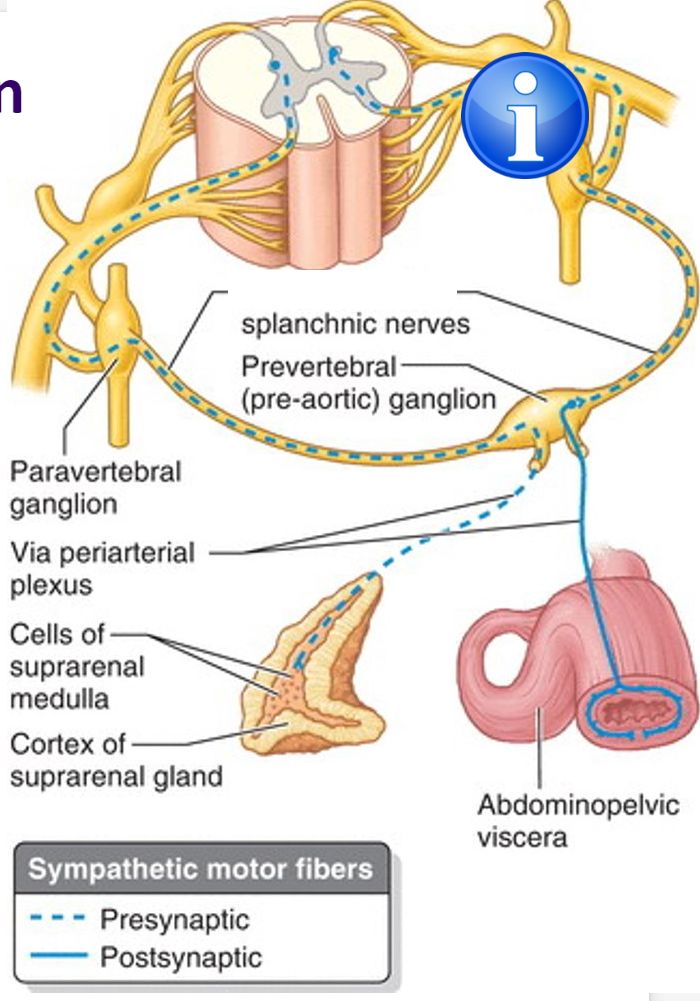 n
i
splanchnic nerves
Prevertebral
(pre-aortic) ganglion
Paravertebral
ganglion
Via periarterial
plexus
Cells of
suprarenal
medulla
Cortex of
suprarenal gland
Abdominopelvic
viscera
Sympathetic motor fibers
Presynaptic
Postsynaptic